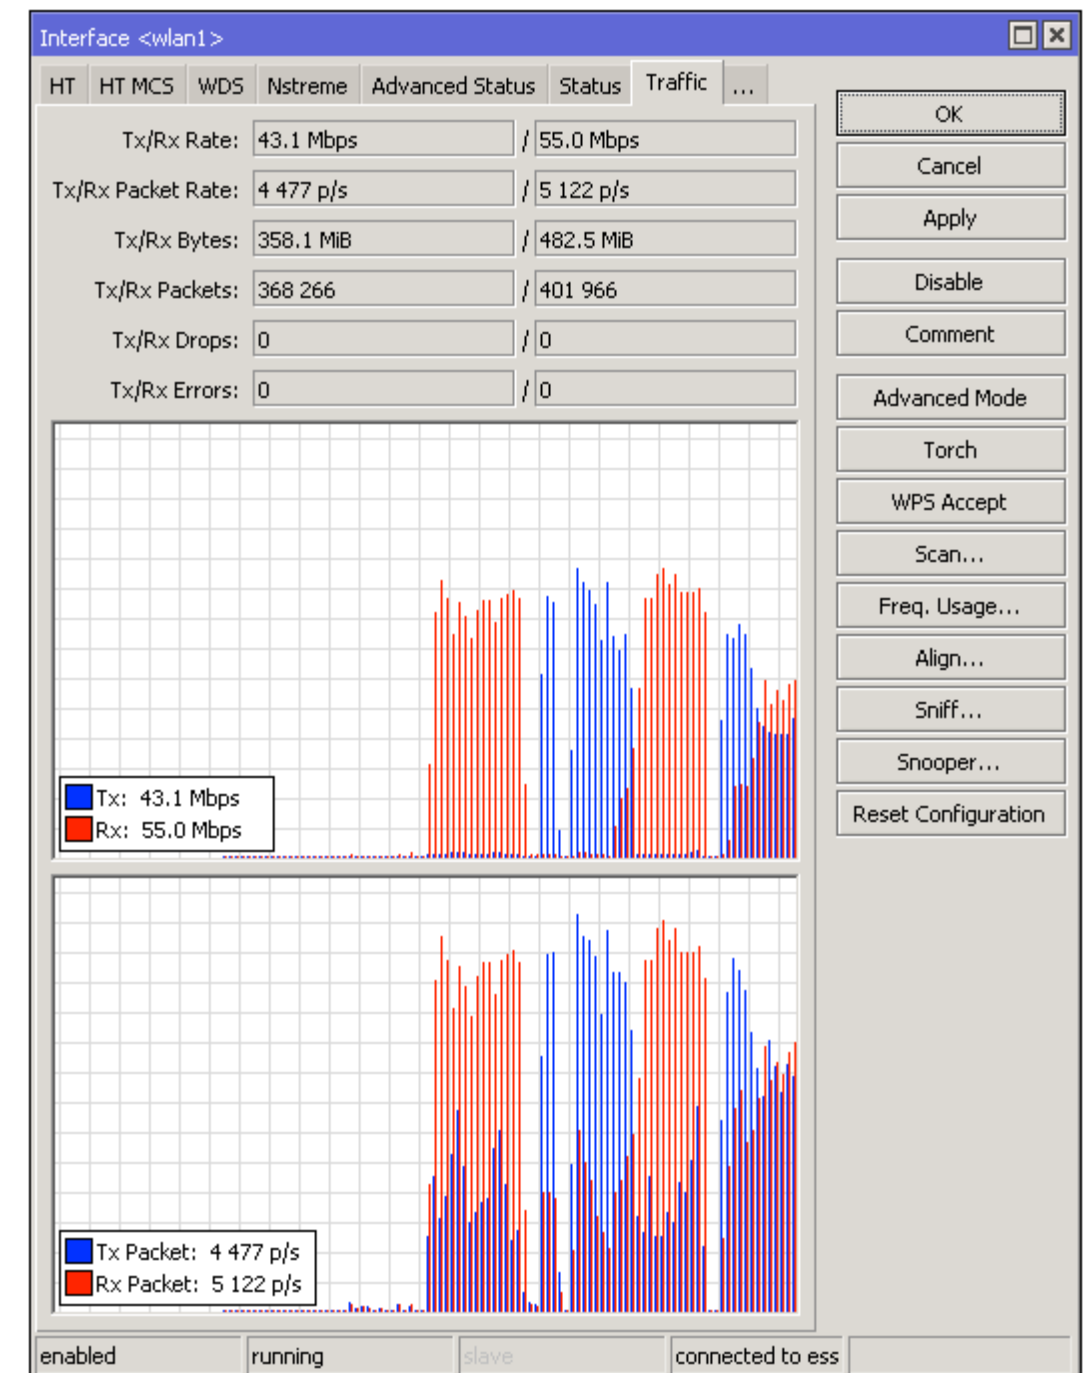 Interface <wlan1>
HT HT MCS WDS Nstreme Advanced Status Status Traffic ...
Tx/Rx Rate: 43.1 Mbps / 55.0 Mbps
Tx/Rx Packet Rate: 4 477 p/s / 5 122 p/s
Tx/Rx Bytes: 358.1 MiB / 482.5 MiB
Tx/Rx Packets: 368 266 / 401 966
Tx/Rx Drops: 0 / 0
Tx/Rx Errors: 0 / 0
Tx: 43.1 Mbps
Rx: 55.0 Mbps
Tx Packet: 4 477 p/s
Rx Packet: 5 122 p/s
OK
Cancel
Apply
Disable
Comment
Advanced Mode
Torch
WPS Accept
Scan...
Freq. Usage...
Align...
Sniff...
Snooper...
Reset Configuration
enabled running slave connected to ess